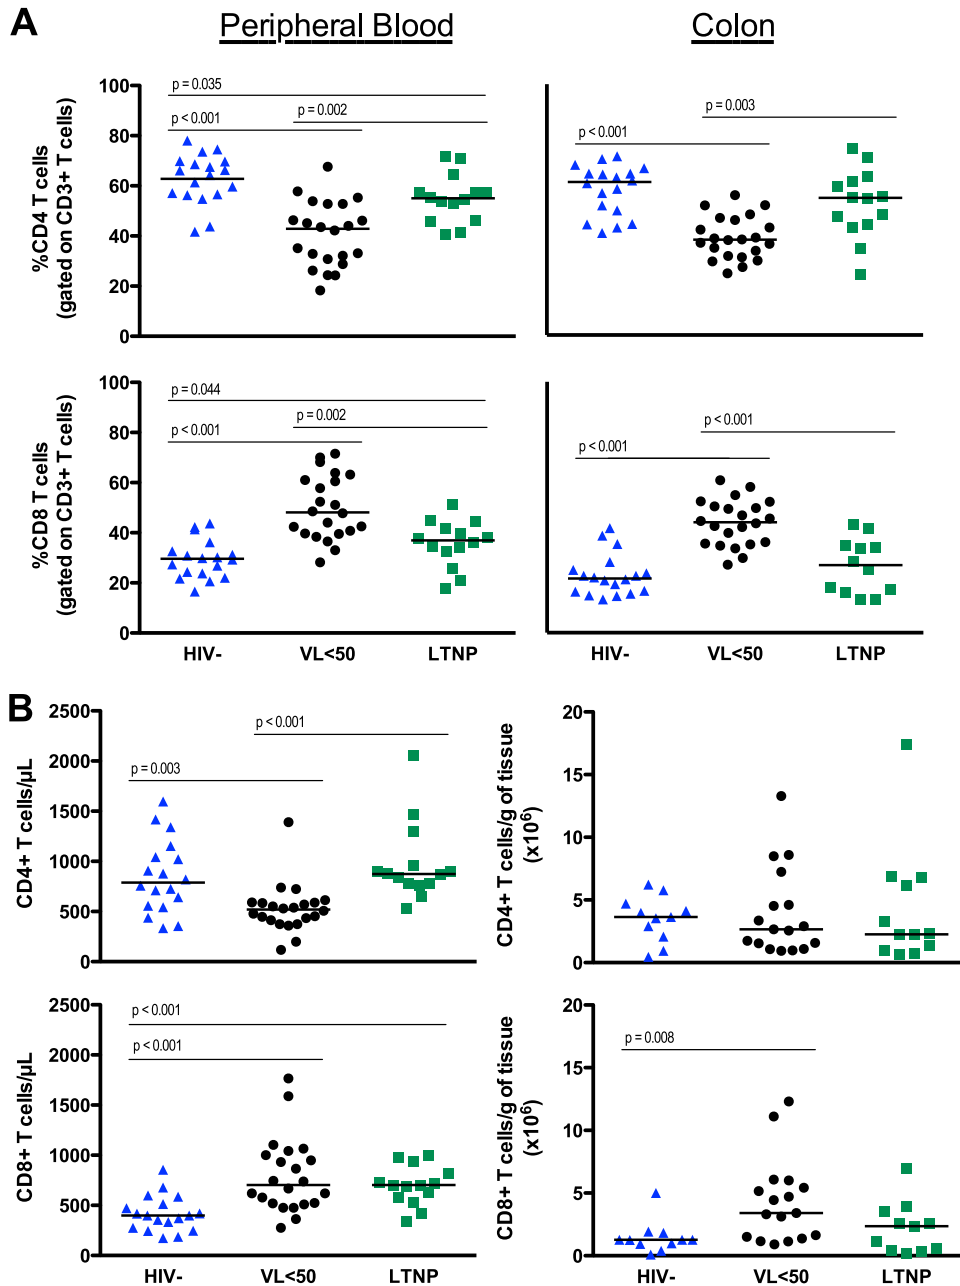 A
Peripheral Blood
Colon
%CD4 T cells
(gated on CD3+ T cells)
100
80
60
40
20
0
p = 0.035
p < 0.001
p = 0.002
p < 0.001
p = 0.003
%CD8 T cells
(gated on CD3+ T cells)
100
80
60
40
20
0
p = 0.044
p < 0.001
p = 0.002
p < 0.001
p < 0.001
HIV-
VL<50
LTNP
HIV-
VL<50
LTNP
B
CD4+ T cells/µL
2500
2000
1500
1000
500
0
p = 0.003
p < 0.001
CD4+ T cells/g of tissue
(x10⁶)
20
15
10
5
0
CD8+ T cells/µL
2500
2000
1500
1000
500
0
p < 0.001
p < 0.001
HIV-
VL<50
LTNP
CD8+ T cells/g of tissue
(x10⁶)
20
15
10
5
0
p = 0.008
HIV-
VL<50
LTNP